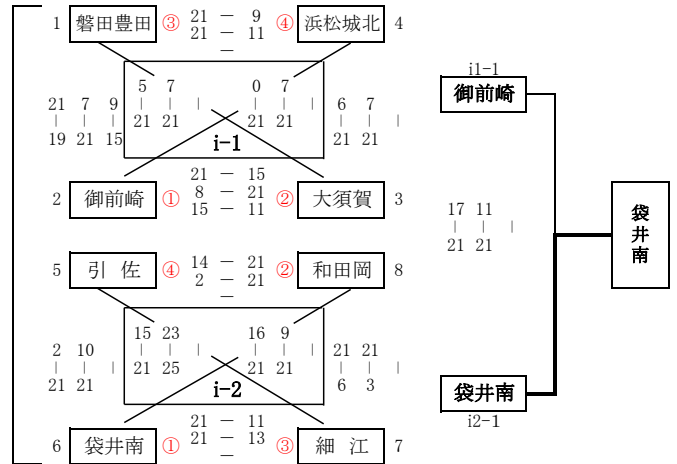 1 磐田豊田 ③ 21 － 9 ④ 浜松城北 4
21 － 11
－
5 7 0 7
21 7 9 ｜ ｜ ｜ ｜ ｜ ｜ 6 7
｜ ｜ ｜ 21 21 21 21 ｜ ｜ ｜
19 21 15 i-1 21 21
21 － 15
2 御前崎 ① 8 － 21 ② 大須賀 3
15 － 11
5 引 佐 ④ 14 － 21 ② 和田岡 8
2 － 21
－
15 23 16 9
2 10 ｜ ｜ ｜ ｜ ｜ ｜ 21 21
｜ ｜ ｜ 21 25 21 21 ｜ ｜ ｜
21 21 i-2 6 3
21 － 11
6 袋井南 ① 21 － 13 ③ 細 江 7
－
i1-1
御前崎
17 11
｜ ｜ ｜
21 21
袋井南
i2-1
袋井南